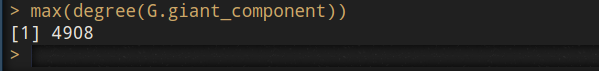 > max(degree(G.giant_component))
[1] 4908
>